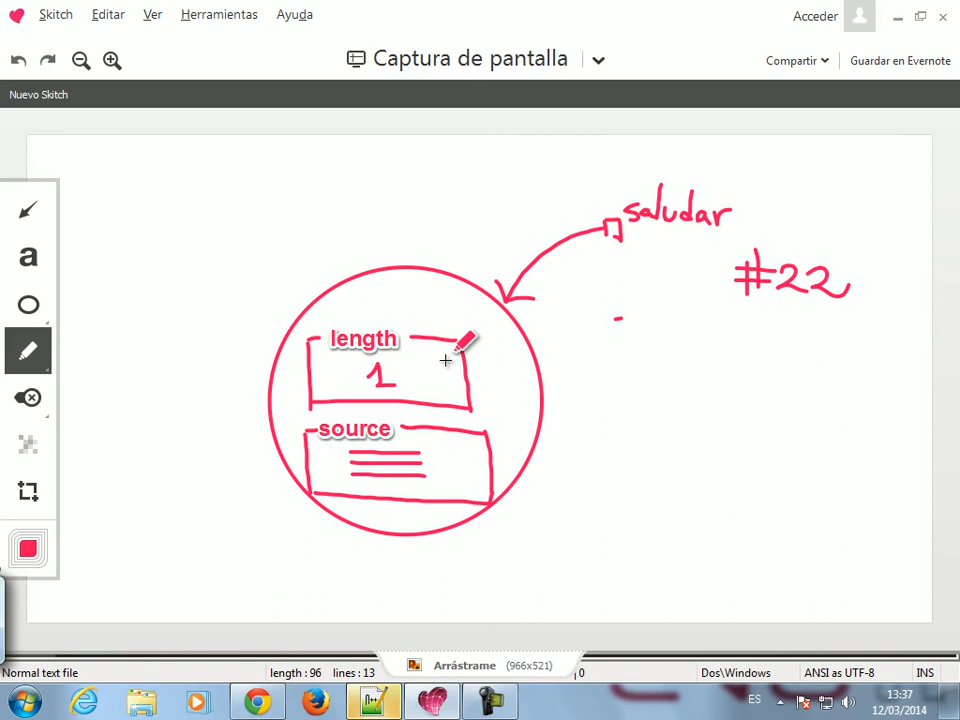 Skitch Editar Ver Herramientas Ayuda Acceder
Captura de pantalla Compartir Guardar en Evernote
Nuevo Skitch
a
saludar
#22
length
1
source
Arrástrame (966x521)
Normal text file length : 96 lines : 13 0 Dos\Windows ANSI as UTF-8 INS
ES 13:37
12/03/2014